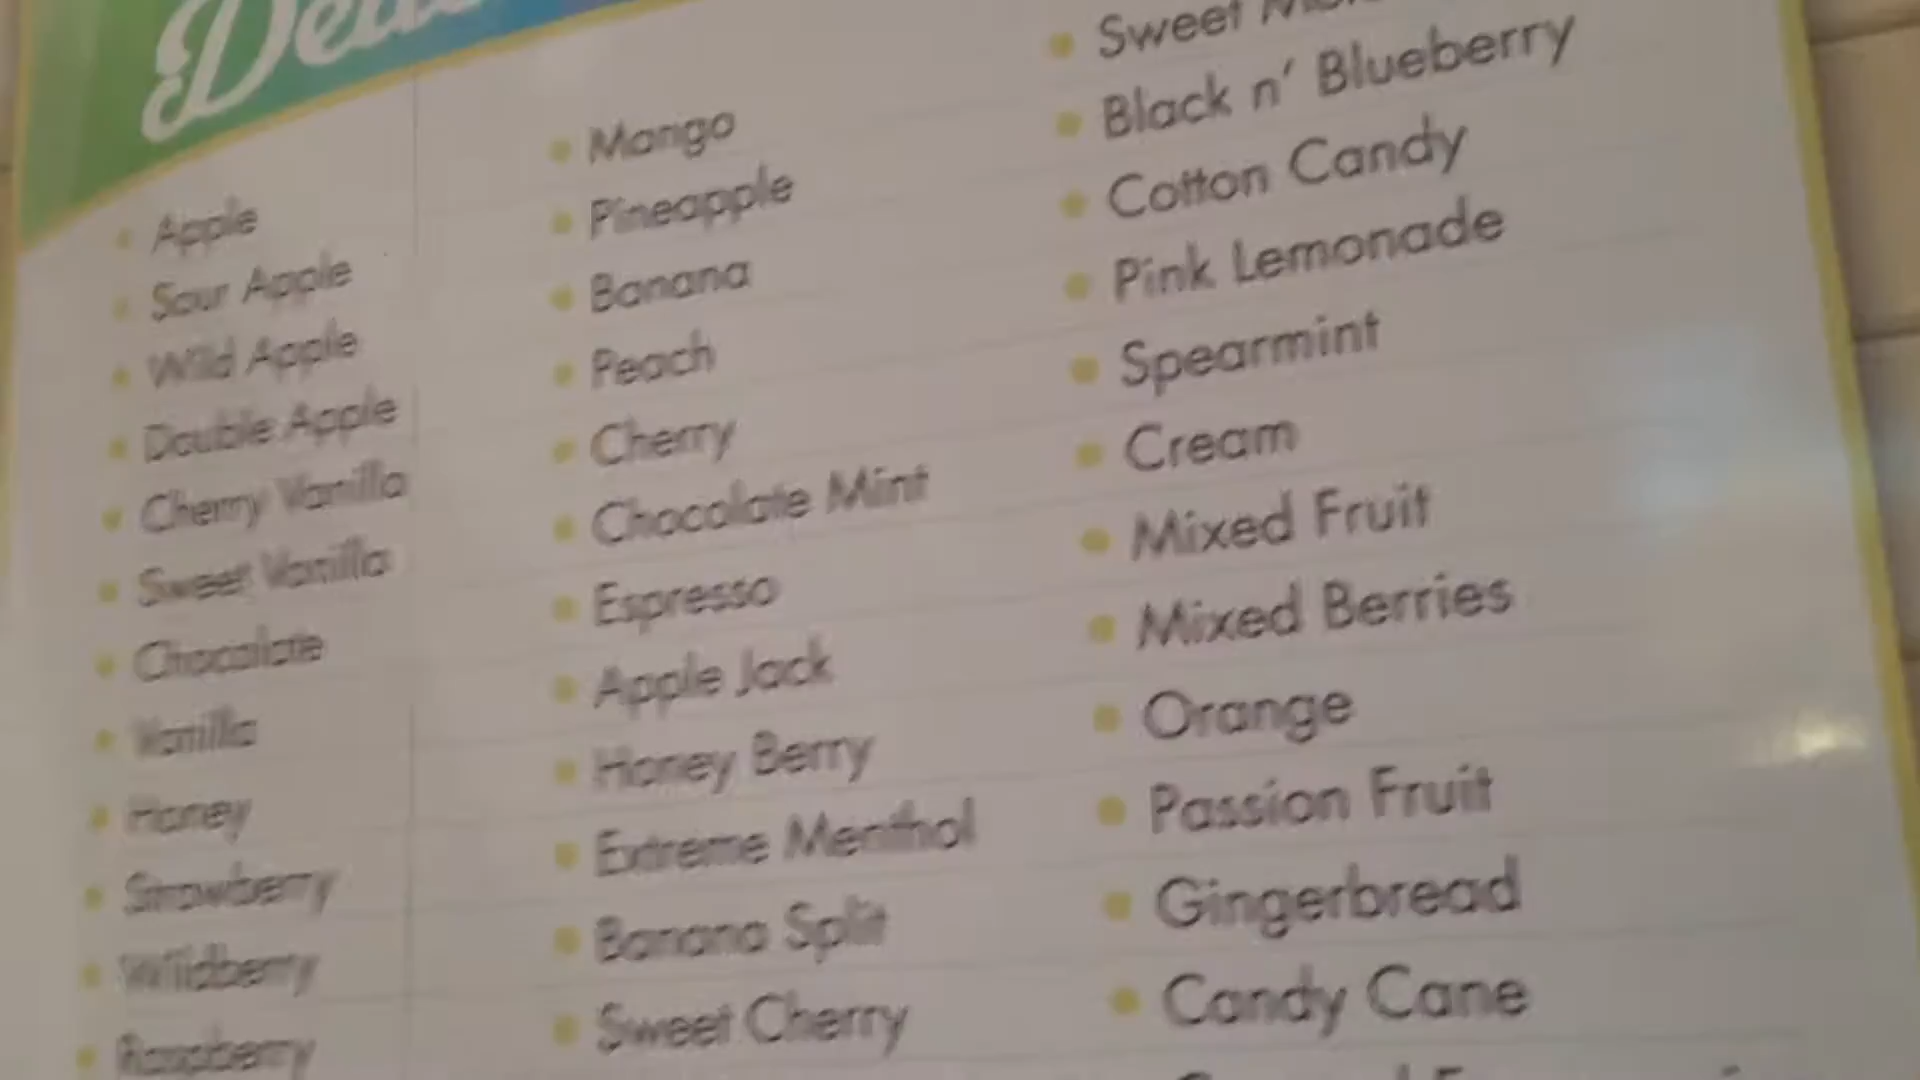 Apple
Sour Apple
Wild Apple
Double Apple
Cherry Vanilla
Sweet Vanilla
Chocolate
Vanilla
Honey
Strawberry
Wildberry
Raspberry
Mango
Pineapple
Banana
Peach
Cherry
Chocolate Mint
Espresso
Apple Jack
Honey Berry
Extreme Menthol
Banana Split
Sweet Cherry
Sweet
Black n' Blueberry
Cotton Candy
Pink Lemonade
Spearmint
Cream
Mixed Fruit
Mixed Berries
Orange
Passion Fruit
Gingerbread
Candy Cane